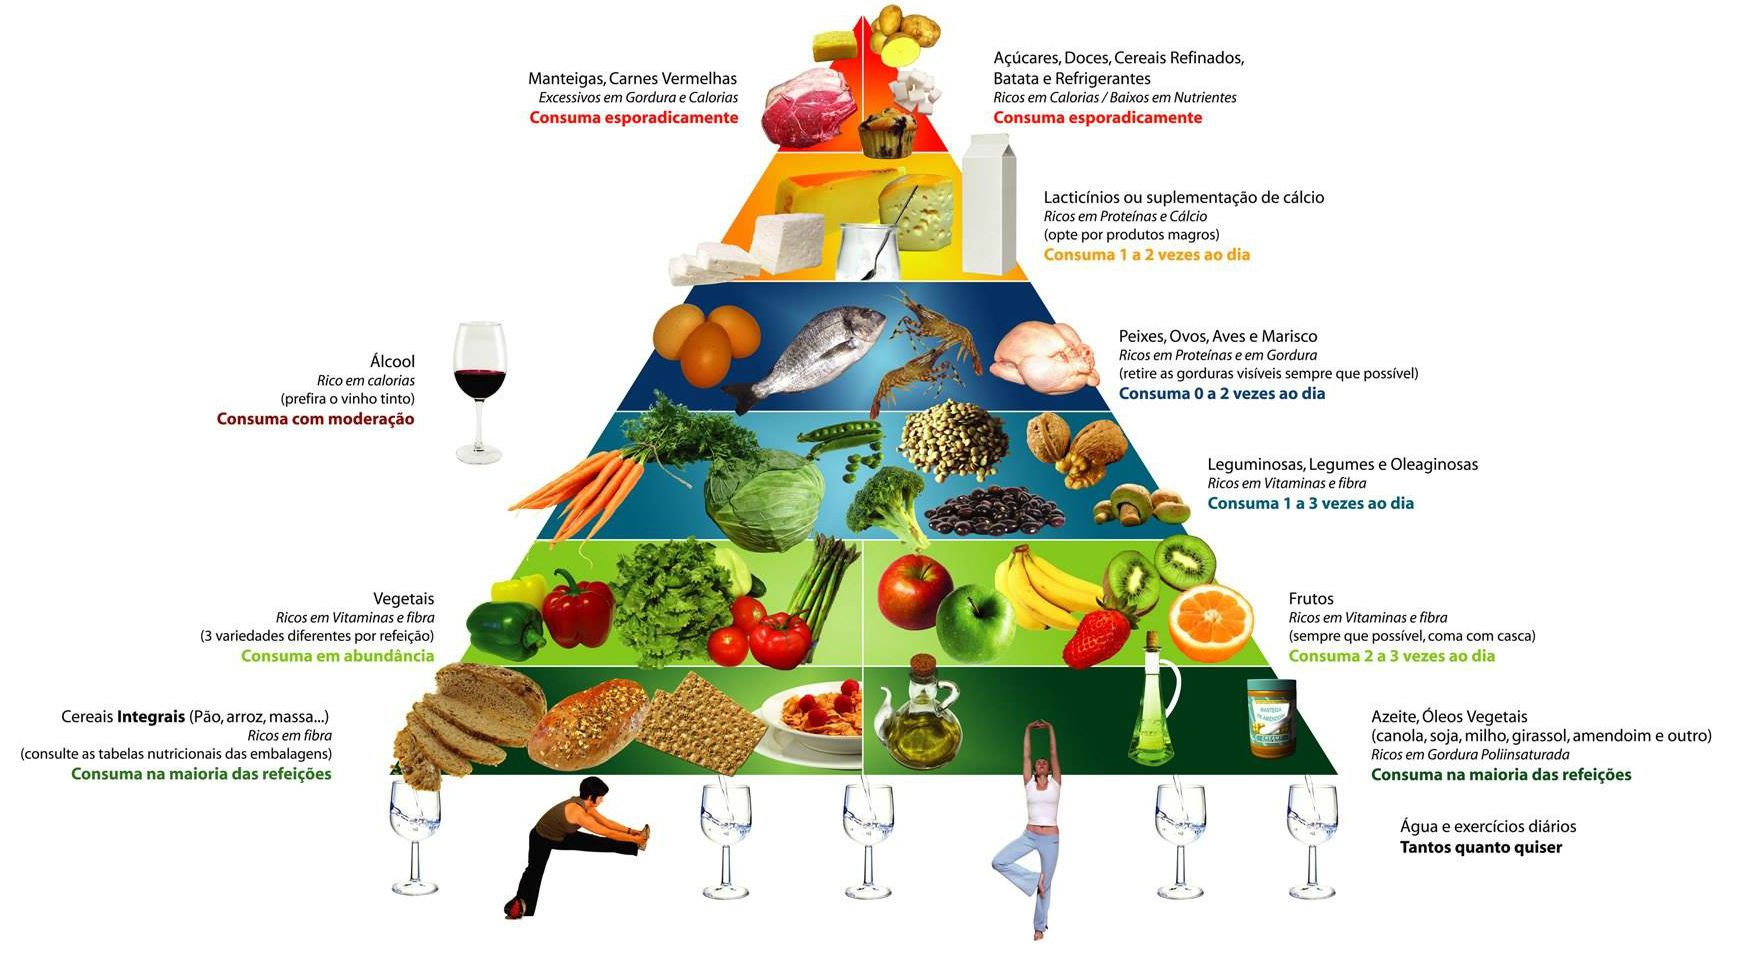 Manteigas, Carnes Vermelhas
Excessivos em Gordura e Calorias
Consuma esporadicamente
Açúcares, Doces, Cereais Refinados,
Batata e Refrigerantes
Ricos em Calorias / Baixos em Nutrientes
Consuma esporadicamente
Lacticínios ou suplementação de cálcio
Ricos em Proteínas e Cálcio
(opte por produtos magros)
Consuma 1 a 2 vezes ao dia
Álcool
Rico em calorias
(prefira o vinho tinto)
Consuma com moderação
Peixes, Ovos, Aves e Marisco
Ricos em Proteínas e em Gordura
(retire as gorduras visíveis sempre que possível)
Consuma 0 a 2 vezes ao dia
Leguminosas, Legumes e Oleaginosas
Ricos em Vitaminas e fibra
Consuma 1 a 3 vezes ao dia
Vegetais
Ricos em Vitaminas e fibra
(3 variedades diferentes por refeição)
Consuma em abundância
Frutos
Ricos em Vitaminas e fibra
(sempre que possível, coma com casca)
Consuma 2 a 3 vezes ao dia
Cereais Integrais (Pão, arroz, massa...)
Ricos em fibra
(consulte as tabelas nutricionais das embalagens)
Consuma na maioria das refeições
MANTEIGA
DE AMENDOIM
Azeite, Óleos Vegetais
(canola, soja, milho, girassol, amendoim e outro)
Ricos em Gordura Poliinsaturada
Consuma na maioria das refeições
Água e exercícios diários
Tantos quanto quiser